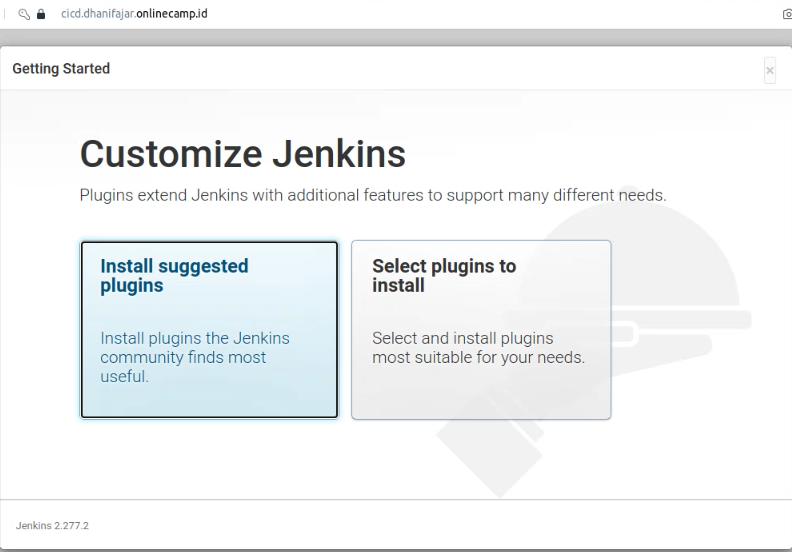 cicd.dhanifajar.onlinecamp.id
Getting Started
×
Customize Jenkins
Plugins extend Jenkins with additional features to support many different needs.
Install suggested
plugins
Install plugins the Jenkins
community finds most
useful.
Select plugins to
install
Select and install plugins
most suitable for your needs.
Jenkins 2.277.2